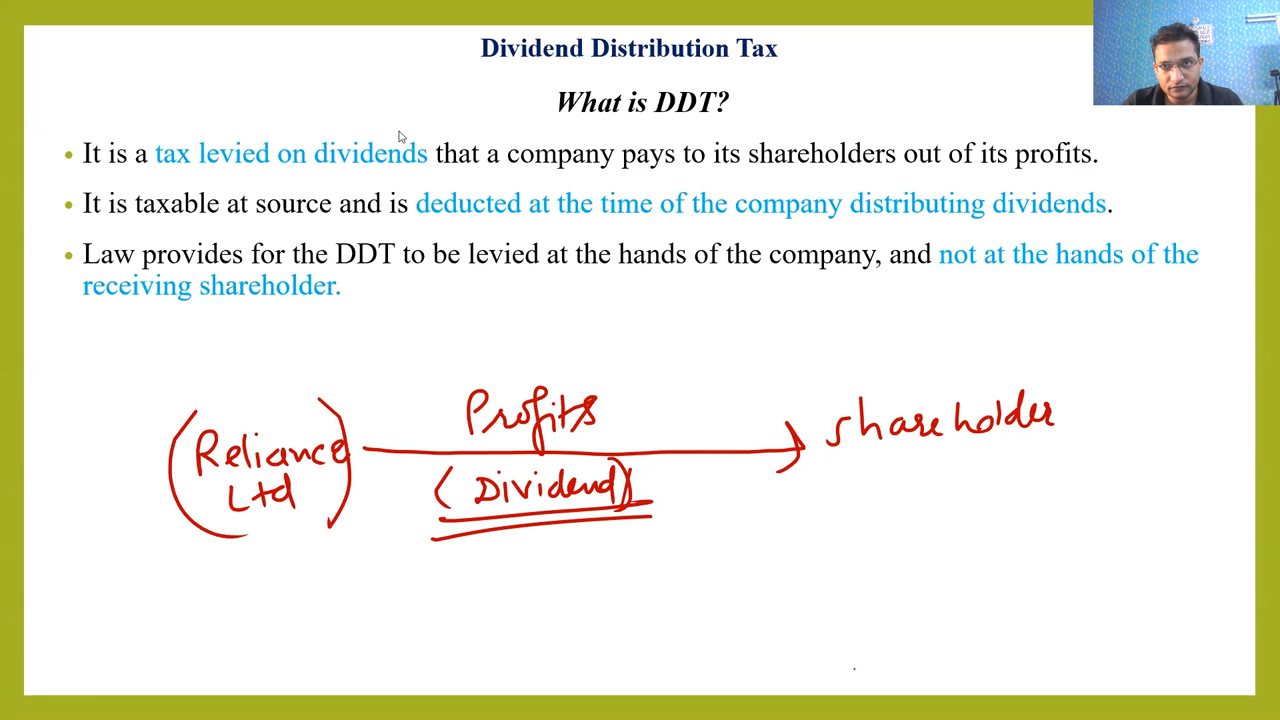 Dividend Distribution Tax
What is DDT?
• It is a tax levied on dividends that a company pays to its shareholders out of its profits.
• It is taxable at source and is deducted at the time of the company distributing dividends.
• Law provides for the DDT to be levied at the hands of the company, and not at the hands of the
receiving shareholder.
Profits
shareholder
(Reliance
Ltd)
(Dividend)